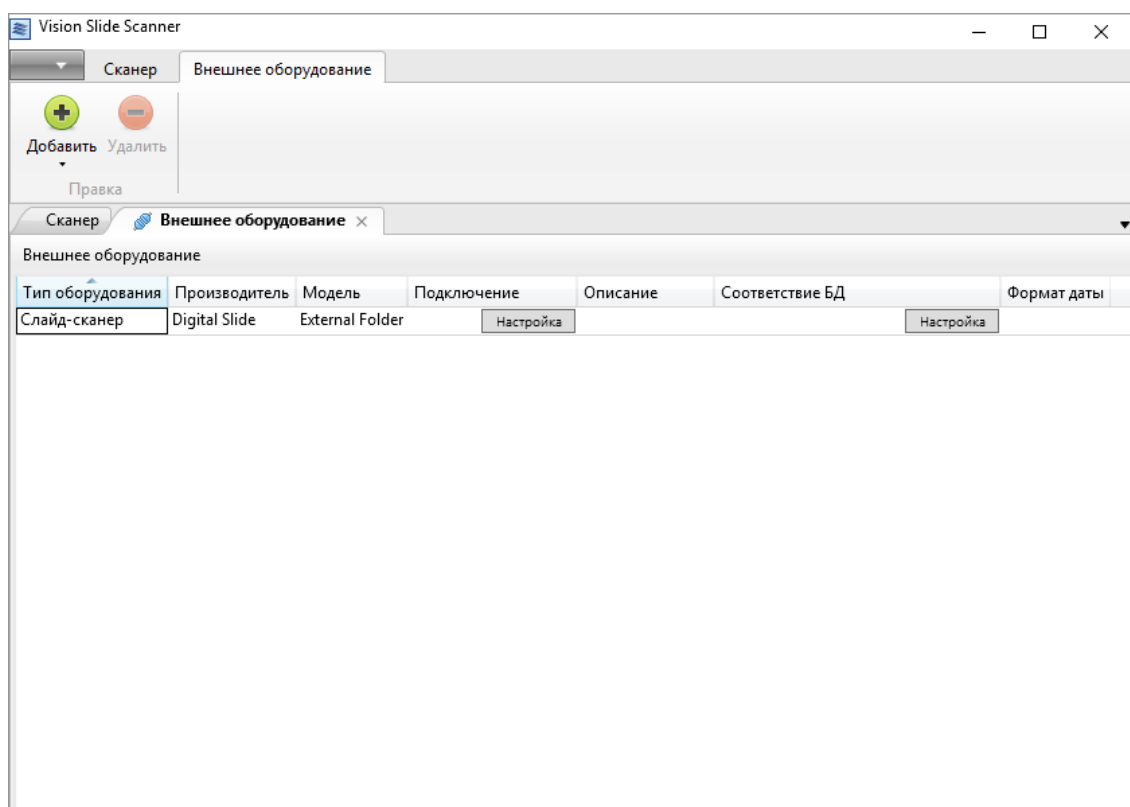 Vision Slide Scanner
Сканер Внешнее оборудование
Добавить Удалить
Правка
Сканер Внешнее оборудование
Внешнее оборудование
Тип оборудования Производитель Модель Подключение Описание Соответствие БД Формат даты
Слайд-сканер Digital Slide External Folder Настройка Настройка